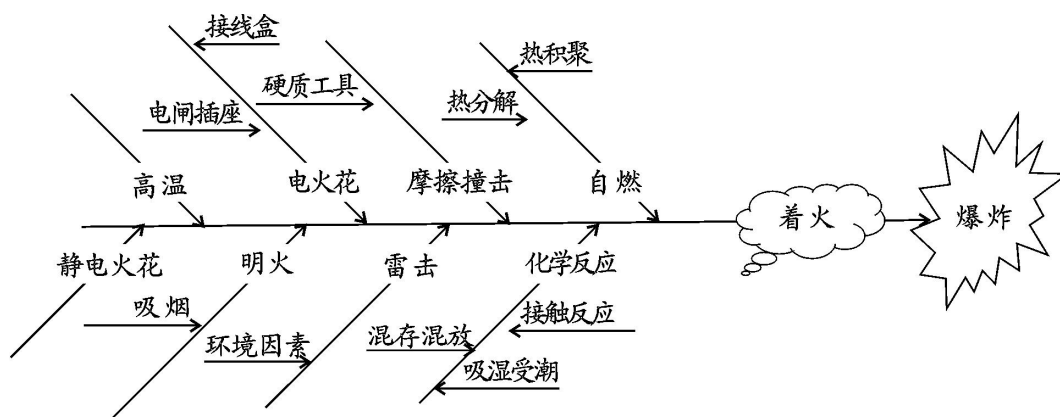 接线盒
硬质工具
热积聚
电闸插座
热分解
高温
电火花
摩擦撞击
自燃
着火
爆炸
静电火花
明火
雷击
化学反应
吸烟
环境因素
混存混放
接触反应
吸湿受潮